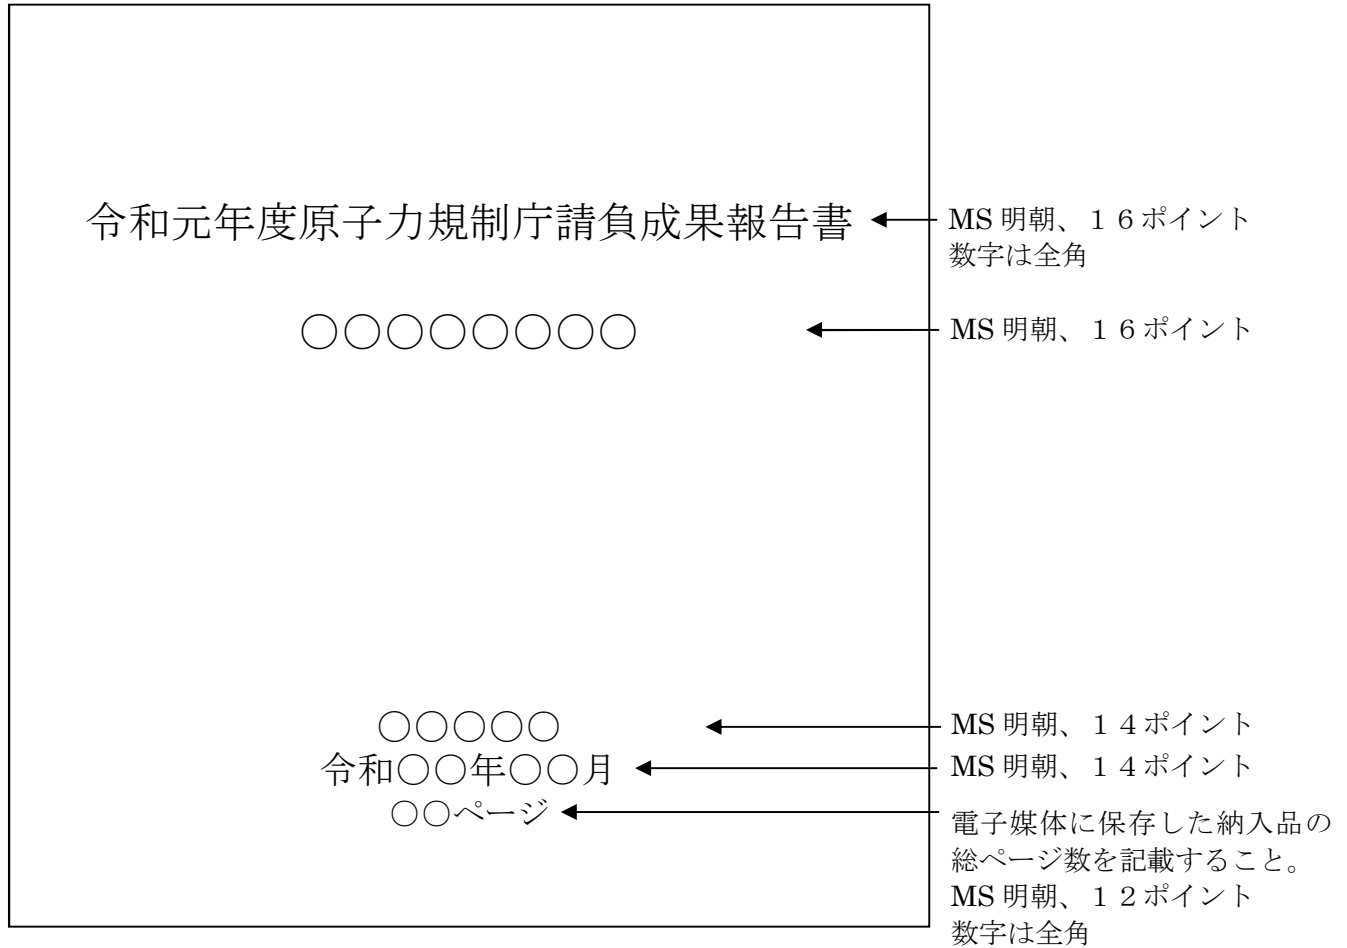 令和元年度原子力規制庁請負成果報告書
MS 明朝、１６ポイント
数字は全角
○○○○○○○○
MS 明朝、１６ポイント
○○○○○
MS 明朝、１４ポイント
令和○○年○○月
MS 明朝、１４ポイント
○○ページ
電子媒体に保存した納入品の
総ページ数を記載すること。
MS 明朝、１２ポイント
数字は全角